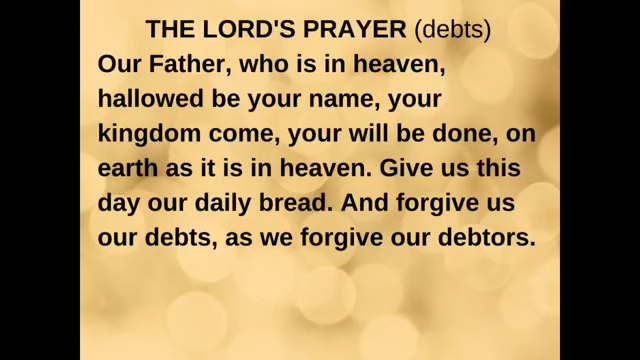 THE LORD'S PRAYER (debts)
Our Father, who is in heaven,
hallowed be your name, your
kingdom come, your will be done, on
earth as it is in heaven. Give us this
day our daily bread. And forgive us
our debts, as we forgive our debtors.